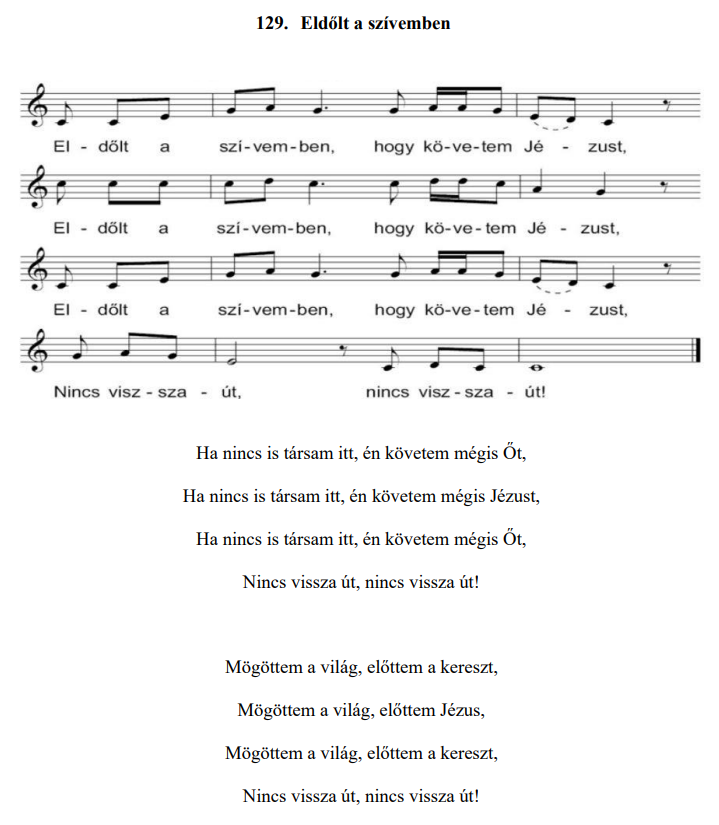 129. Eldőlt a szívemben
El - dőlt a szí-vem-ben, hogy kö-ve-tem Jé - zust,
El - dőlt a szí-vem-ben, hogy kö-ve-tem Jé - zust,
El - dőlt a szí-vem-ben, hogy kö-ve-tem Jé - zust,
Nincs visz - sza - út, nincs visz - sza - út!
Ha nincs is társam itt, én követem mégis Őt,
Ha nincs is társam itt, én követem mégis Jézust,
Ha nincs is társam itt, én követem mégis Őt,
Nincs vissza út, nincs vissza út!
Mögöttem a világ, előttem a kereszt,
Mögöttem a világ, előttem Jézus,
Mögöttem a világ, előttem a kereszt,
Nincs vissza út, nincs vissza út!